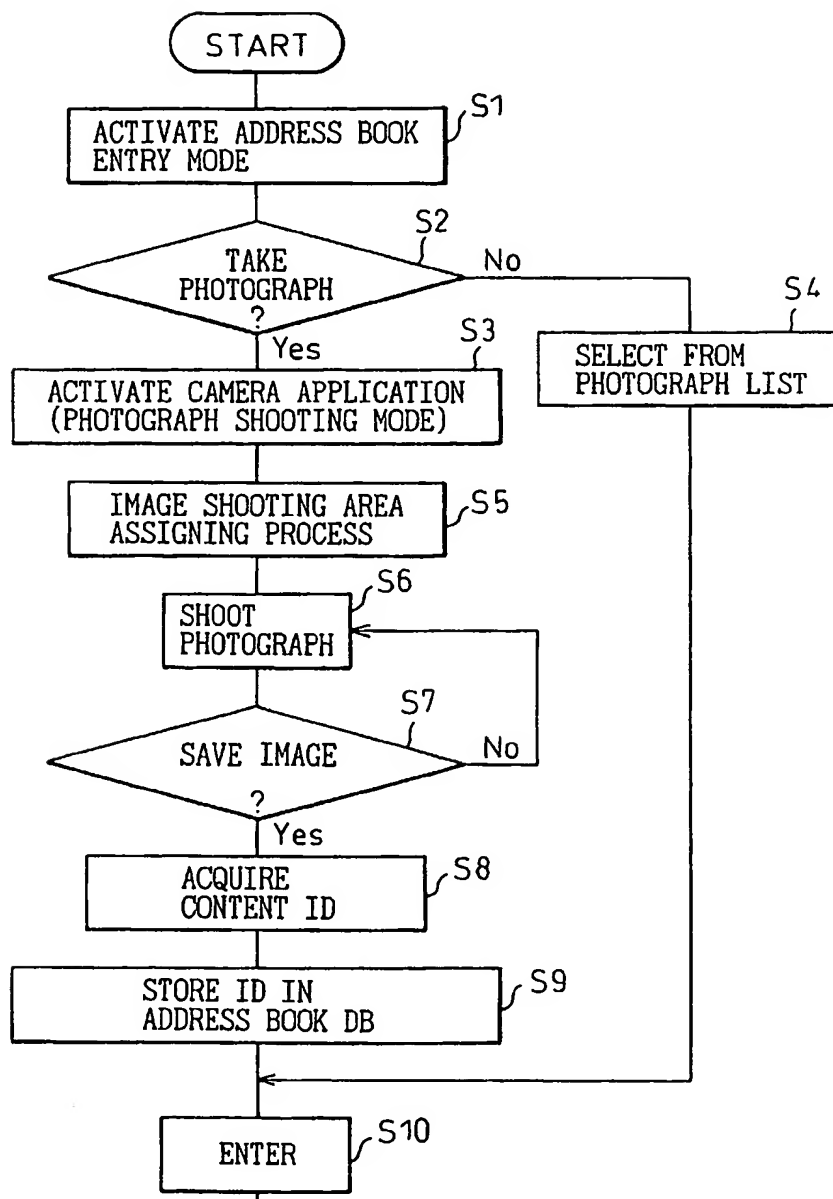 START
S1
ACTIVATE ADDRESS BOOK
ENTRY MODE
S2
TAKE
PHOTOGRAPH
?
No
Yes
S4
SELECT FROM
PHOTOGRAPH LIST
S3
ACTIVATE CAMERA APPLICATION
(PHOTOGRAPH SHOOTING MODE)
IMAGE SHOOTING AREA
ASSIGNING PROCESS
S5
S6
SHOOT
PHOTOGRAPH
S7
SAVE IMAGE
?
No
Yes
ACQUIRE
CONTENT ID
S8
STORE ID IN
ADDRESS BOOK DB
S9
ENTER
S10